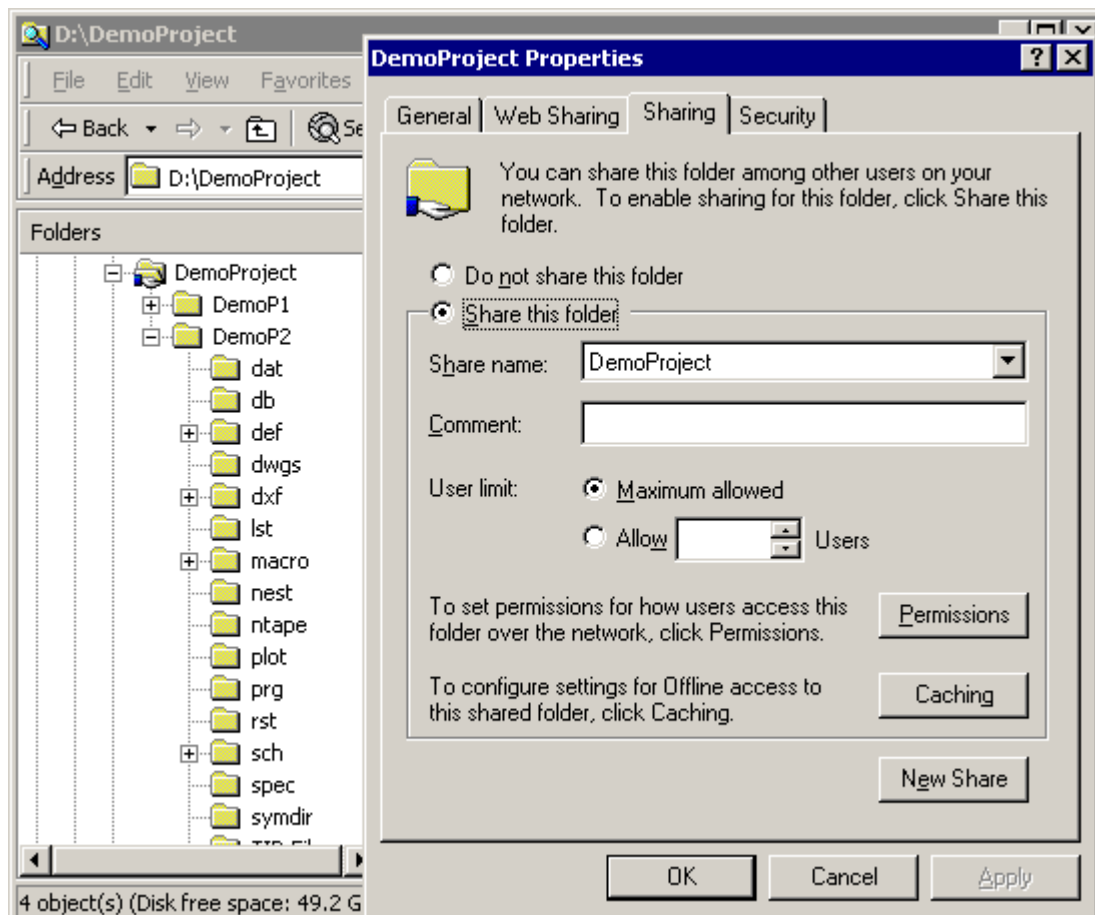 D:\DemoProject
File Edit View Favorites
Back
Address D:\DemoProject
Folders
DemoProject
DemoP1
DemoP2
dat
db
def
dwgs
dxf
lst
macro
nest
ntape
plot
prg
rst
sch
spec
symdir
4 object(s) (Disk free space: 49.2 G
DemoProject Properties
General Web Sharing Sharing Security
You can share this folder among other users on your
network. To enable sharing for this folder, click Share this
folder.
Do not share this folder
Share this folder
Share name: DemoProject
Comment:
User limit: Maximum allowed
Allow Users
To set permissions for how users access this
folder over the network, click Permissions.
Permissions
To configure settings for Offline access to
this shared folder, click Caching.
Caching
New Share
OK Cancel Apply